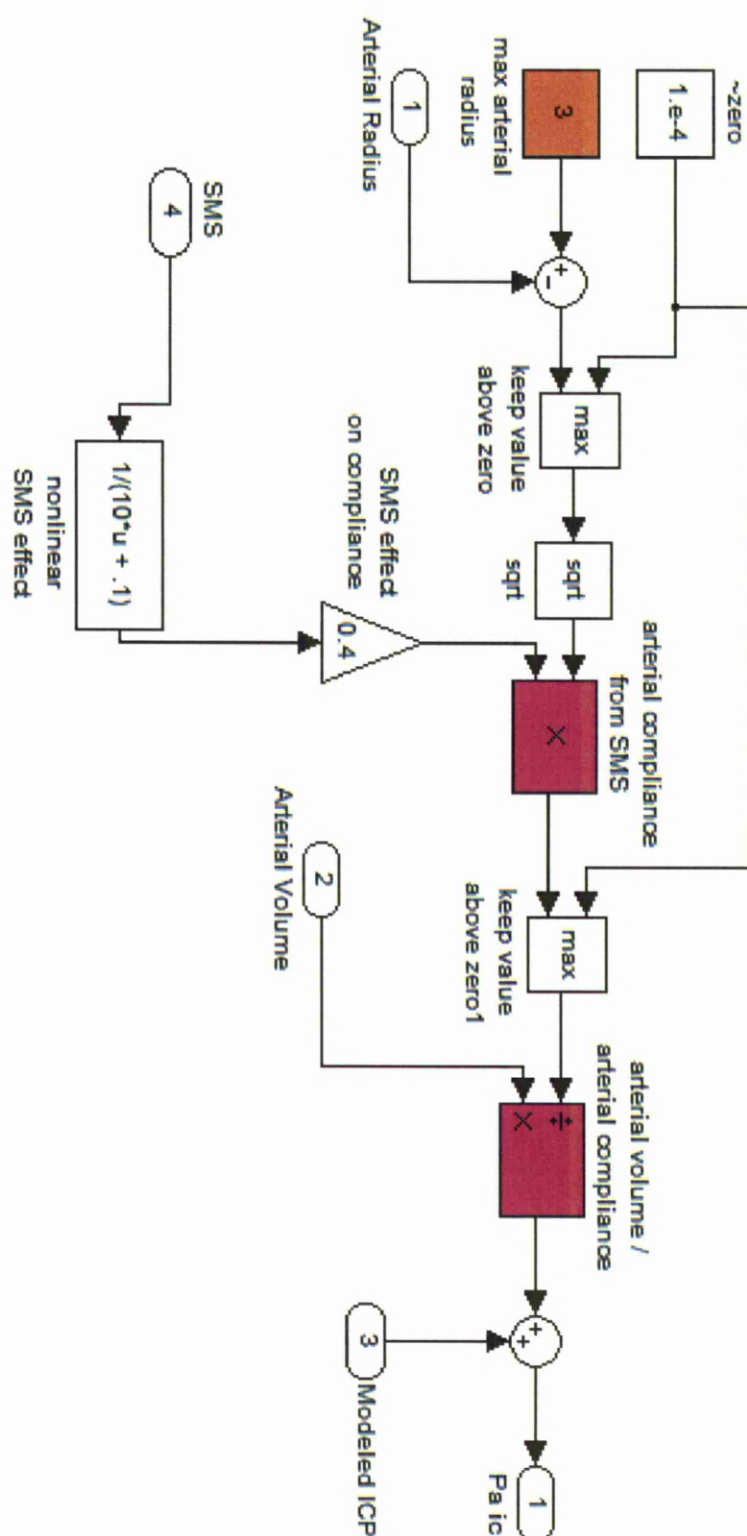 ~zero
1.e-4
3
max arterial
radius
1
Arterial Radius
+
-
max
keep value
above zero
sqrt
sqrt
SMS
4
1/(10*u + .1)
nonlinear
SMS effect
SMS effect
on compliance
0.4
arterial compliance
from SMS
×
max
keep value
above zero1
2
Arterial Volume
arterial volume /
arterial compliance
÷
×
+
+
3
Modeled ICP
1
Pa ic